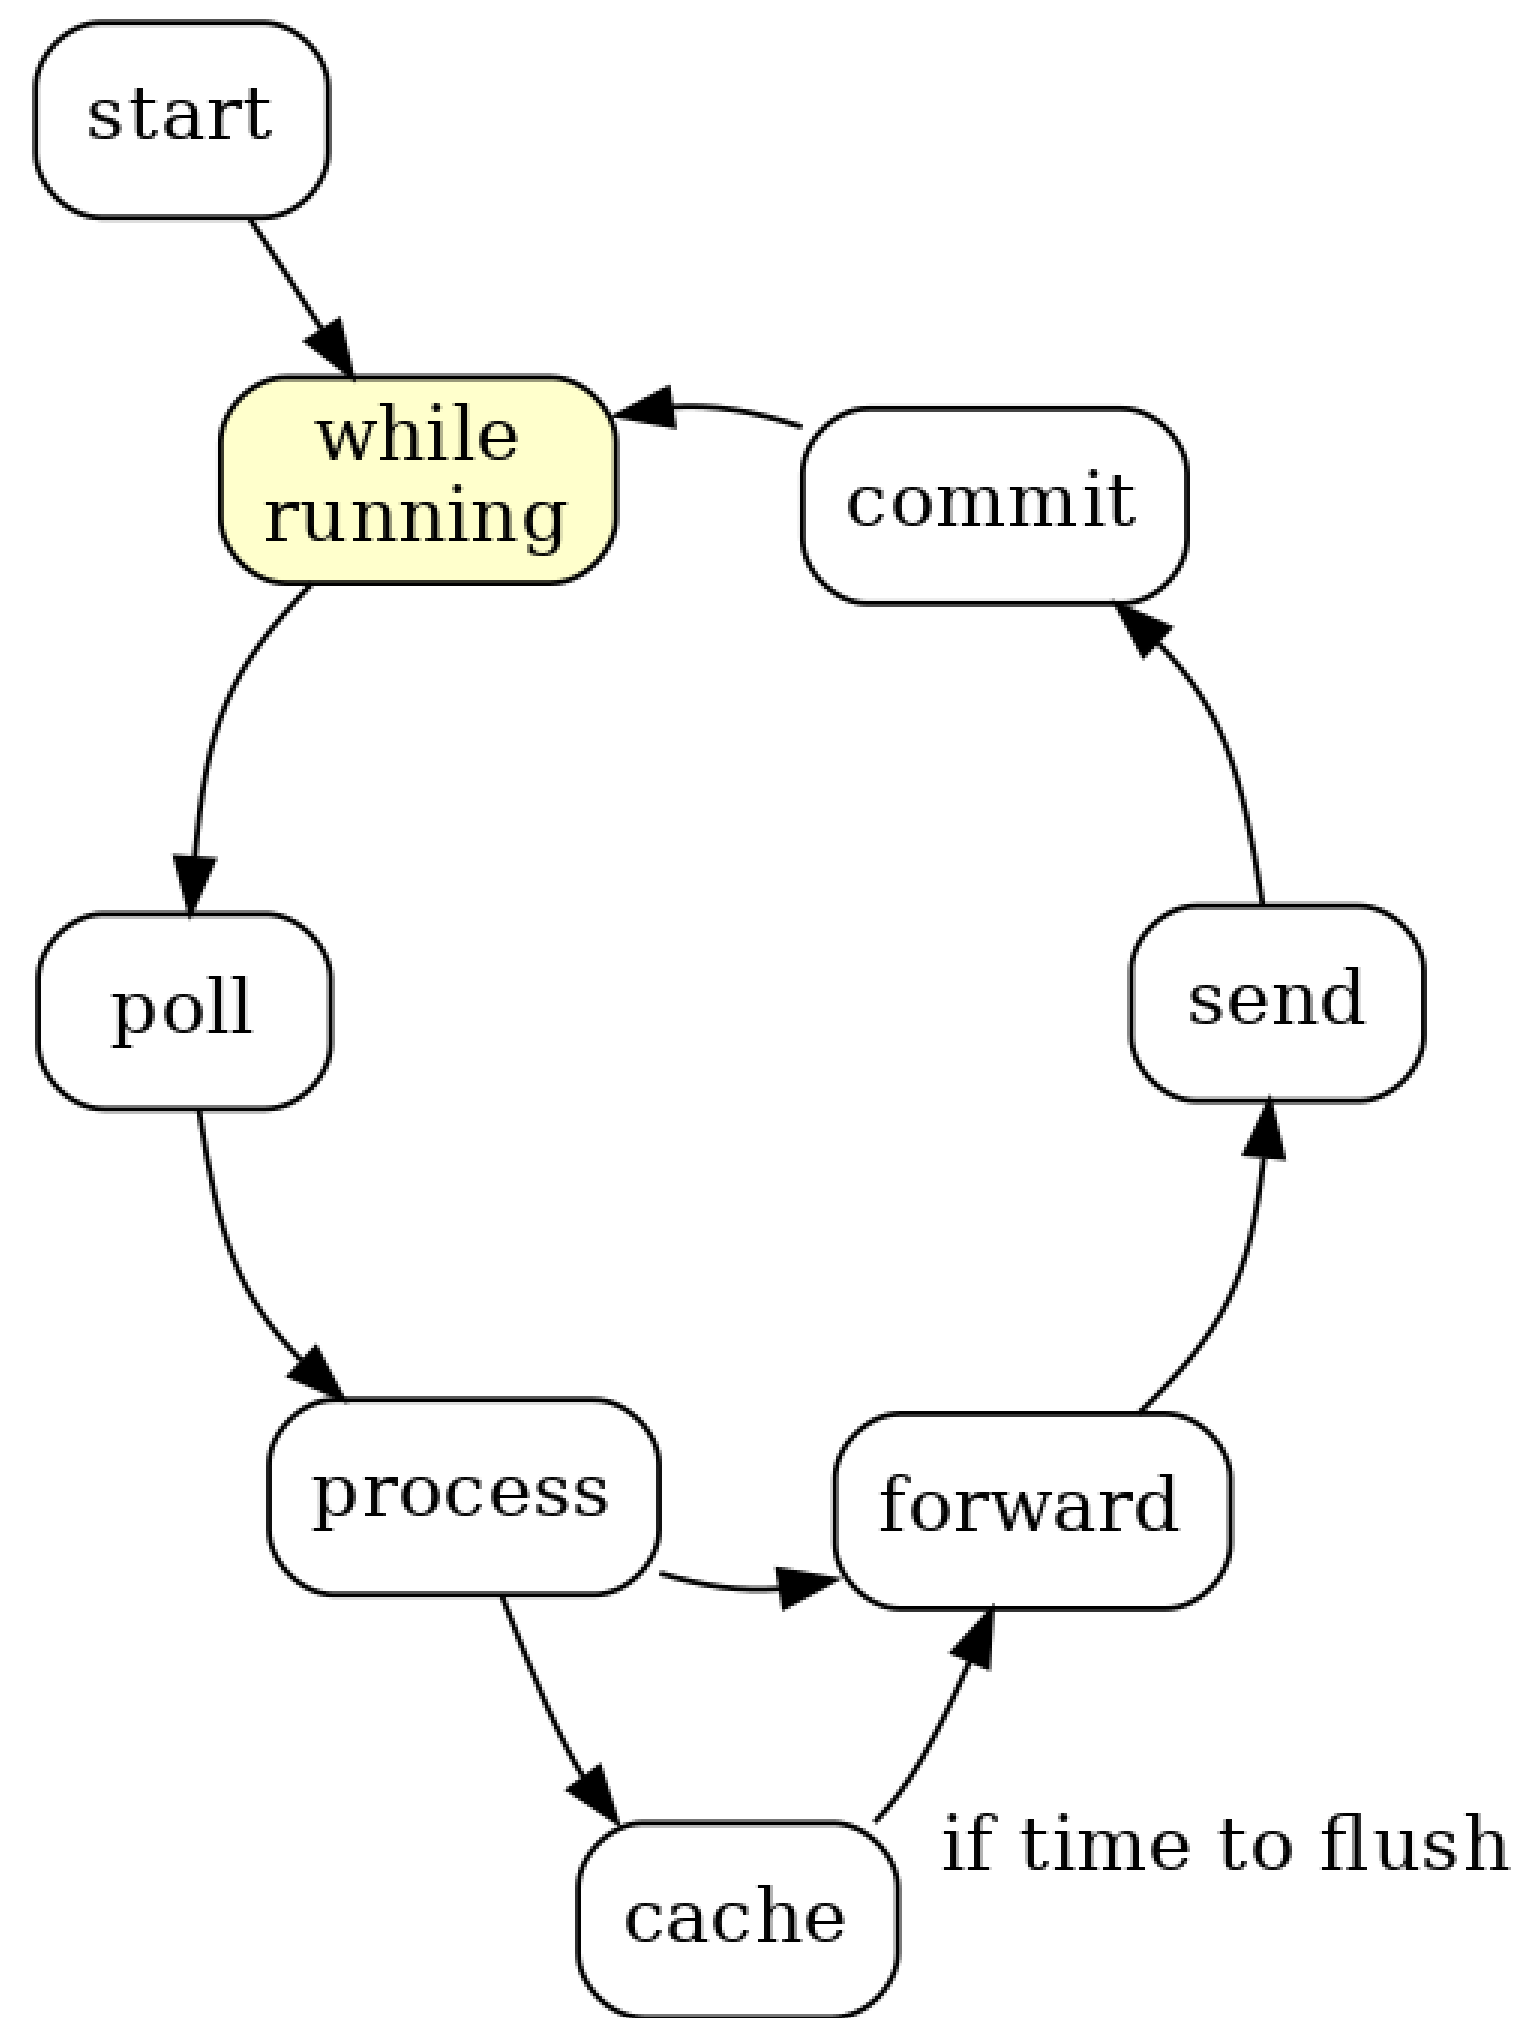 start
while
running
commit
poll
send
process
forward
if time to flush
cache